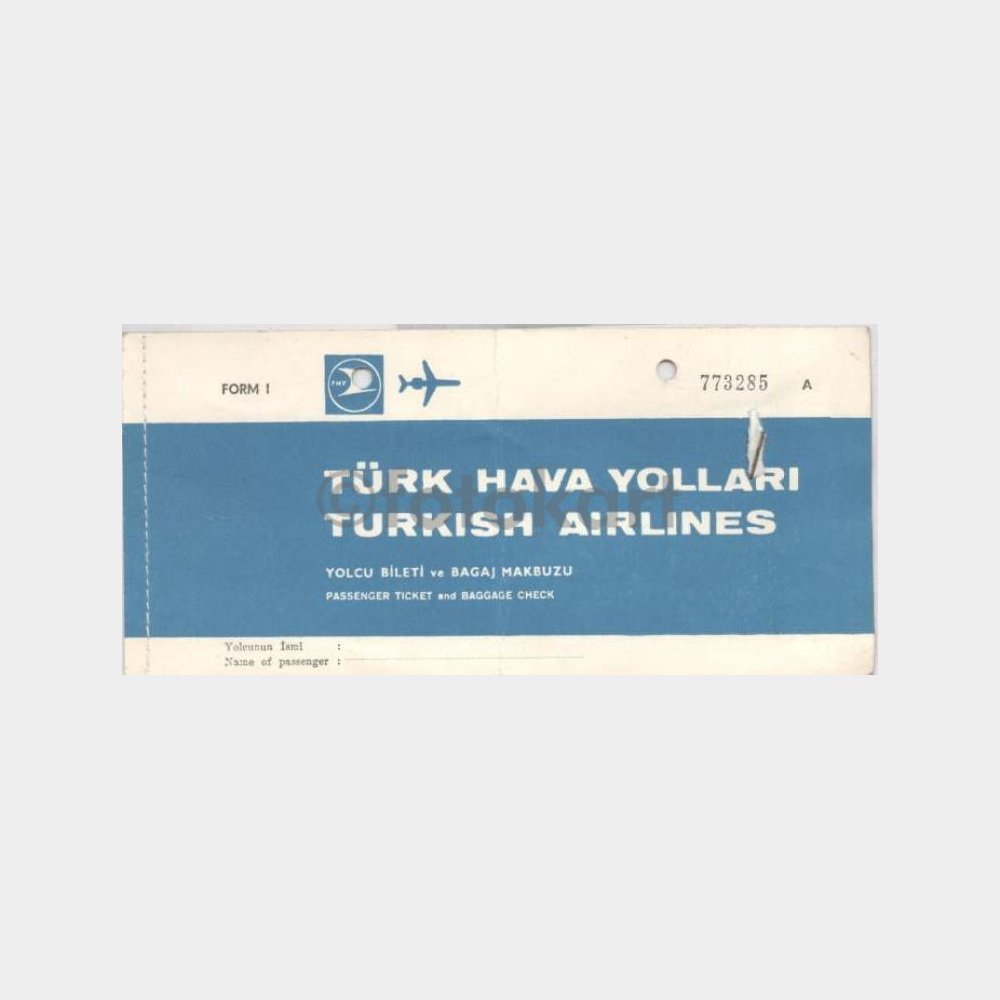 FORM I
THY
773285 A
TÜRK HAVA YOLLARI
TURKISH AIRLINES
©fotokart
YOLCU BİLETİ ve BAGAJ MAKBUZU
PASSENGER TICKET and BAGGAGE CHECK
Yolcunun İsmi :
Name of passenger :